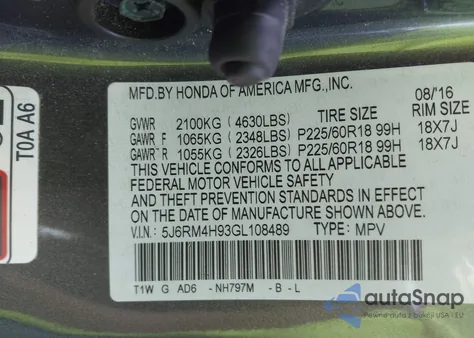 MFD.BY HONDA OF AMERICA MFG.,INC. 08/'16
GVWR 2100KG (4630LBS) TIRE SIZE RIM SIZE
GAWR F 1065KG (2348LBS) P225/60R18 99H 18X7J
GAWR R 1055KG (2326LBS) P225/60R18 99H 18X7J
THIS VEHICLE CONFORMS TO ALL APPLICABLE
FEDERAL MOTOR VEHICLE SAFETY
AND THEFT PREVENTION STANDARDS IN EFFECT ON
THE DATE OF MANUFACTURE SHOWN ABOVE.
V.I.N.: 5J6RM4H93GL108489 TYPE: MPV
T1W G AD6 - NH797M - B - L
T0A A6
autoSnap